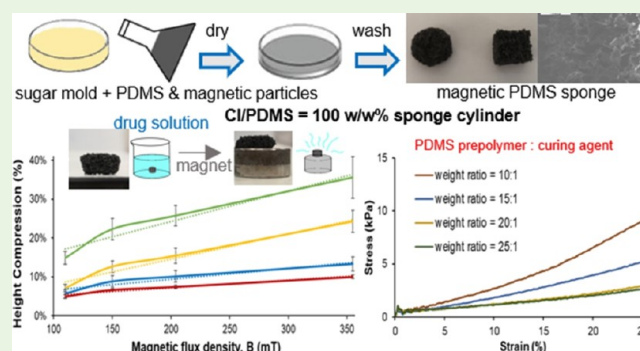 dry
wash
sugar mold + PDMS & magnetic particles
magnetic PDMS sponge
CI/PDMS = 100 w/w% sponge cylinder
drug solution
magnet
PDMS prepolymer : curing agent
weight ratio = 10:1
weight ratio = 15:1
weight ratio = 20:1
weight ratio = 25:1
Height Compression (%)
40%
30%
20%
10%
0%
100 150 200 250 300 350
Magnetic flux density, B (mT)
Stress (kPa)
15
10
5
0
0 5 10 15 20
Strain (%)